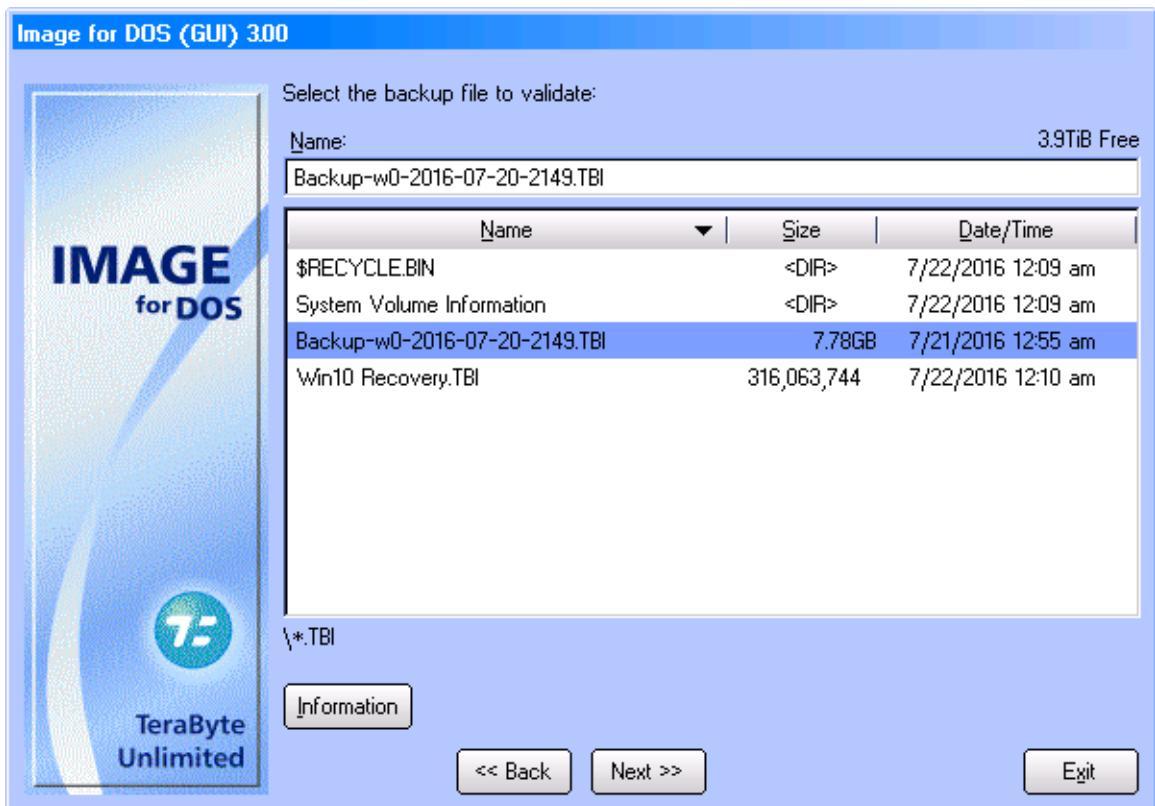 Image for DOS (GUI) 3.00
Select the backup file to validate:
Name: 3.9TiB Free
Backup-w0-2016-07-20-2149.TBI
Name Size Date/Time
$RECYCLE.BIN <DIR> 7/22/2016 12:09 am
System Volume Information <DIR> 7/22/2016 12:09 am
Backup-w0-2016-07-20-2149.TBI 7.78GB 7/21/2016 12:55 am
Win10 Recovery.TBI 316,063,744 7/22/2016 12:10 am
\*.TBI
Information
<< Back Next >> Exit
IMAGE
for DOS
TeraByte
Unlimited